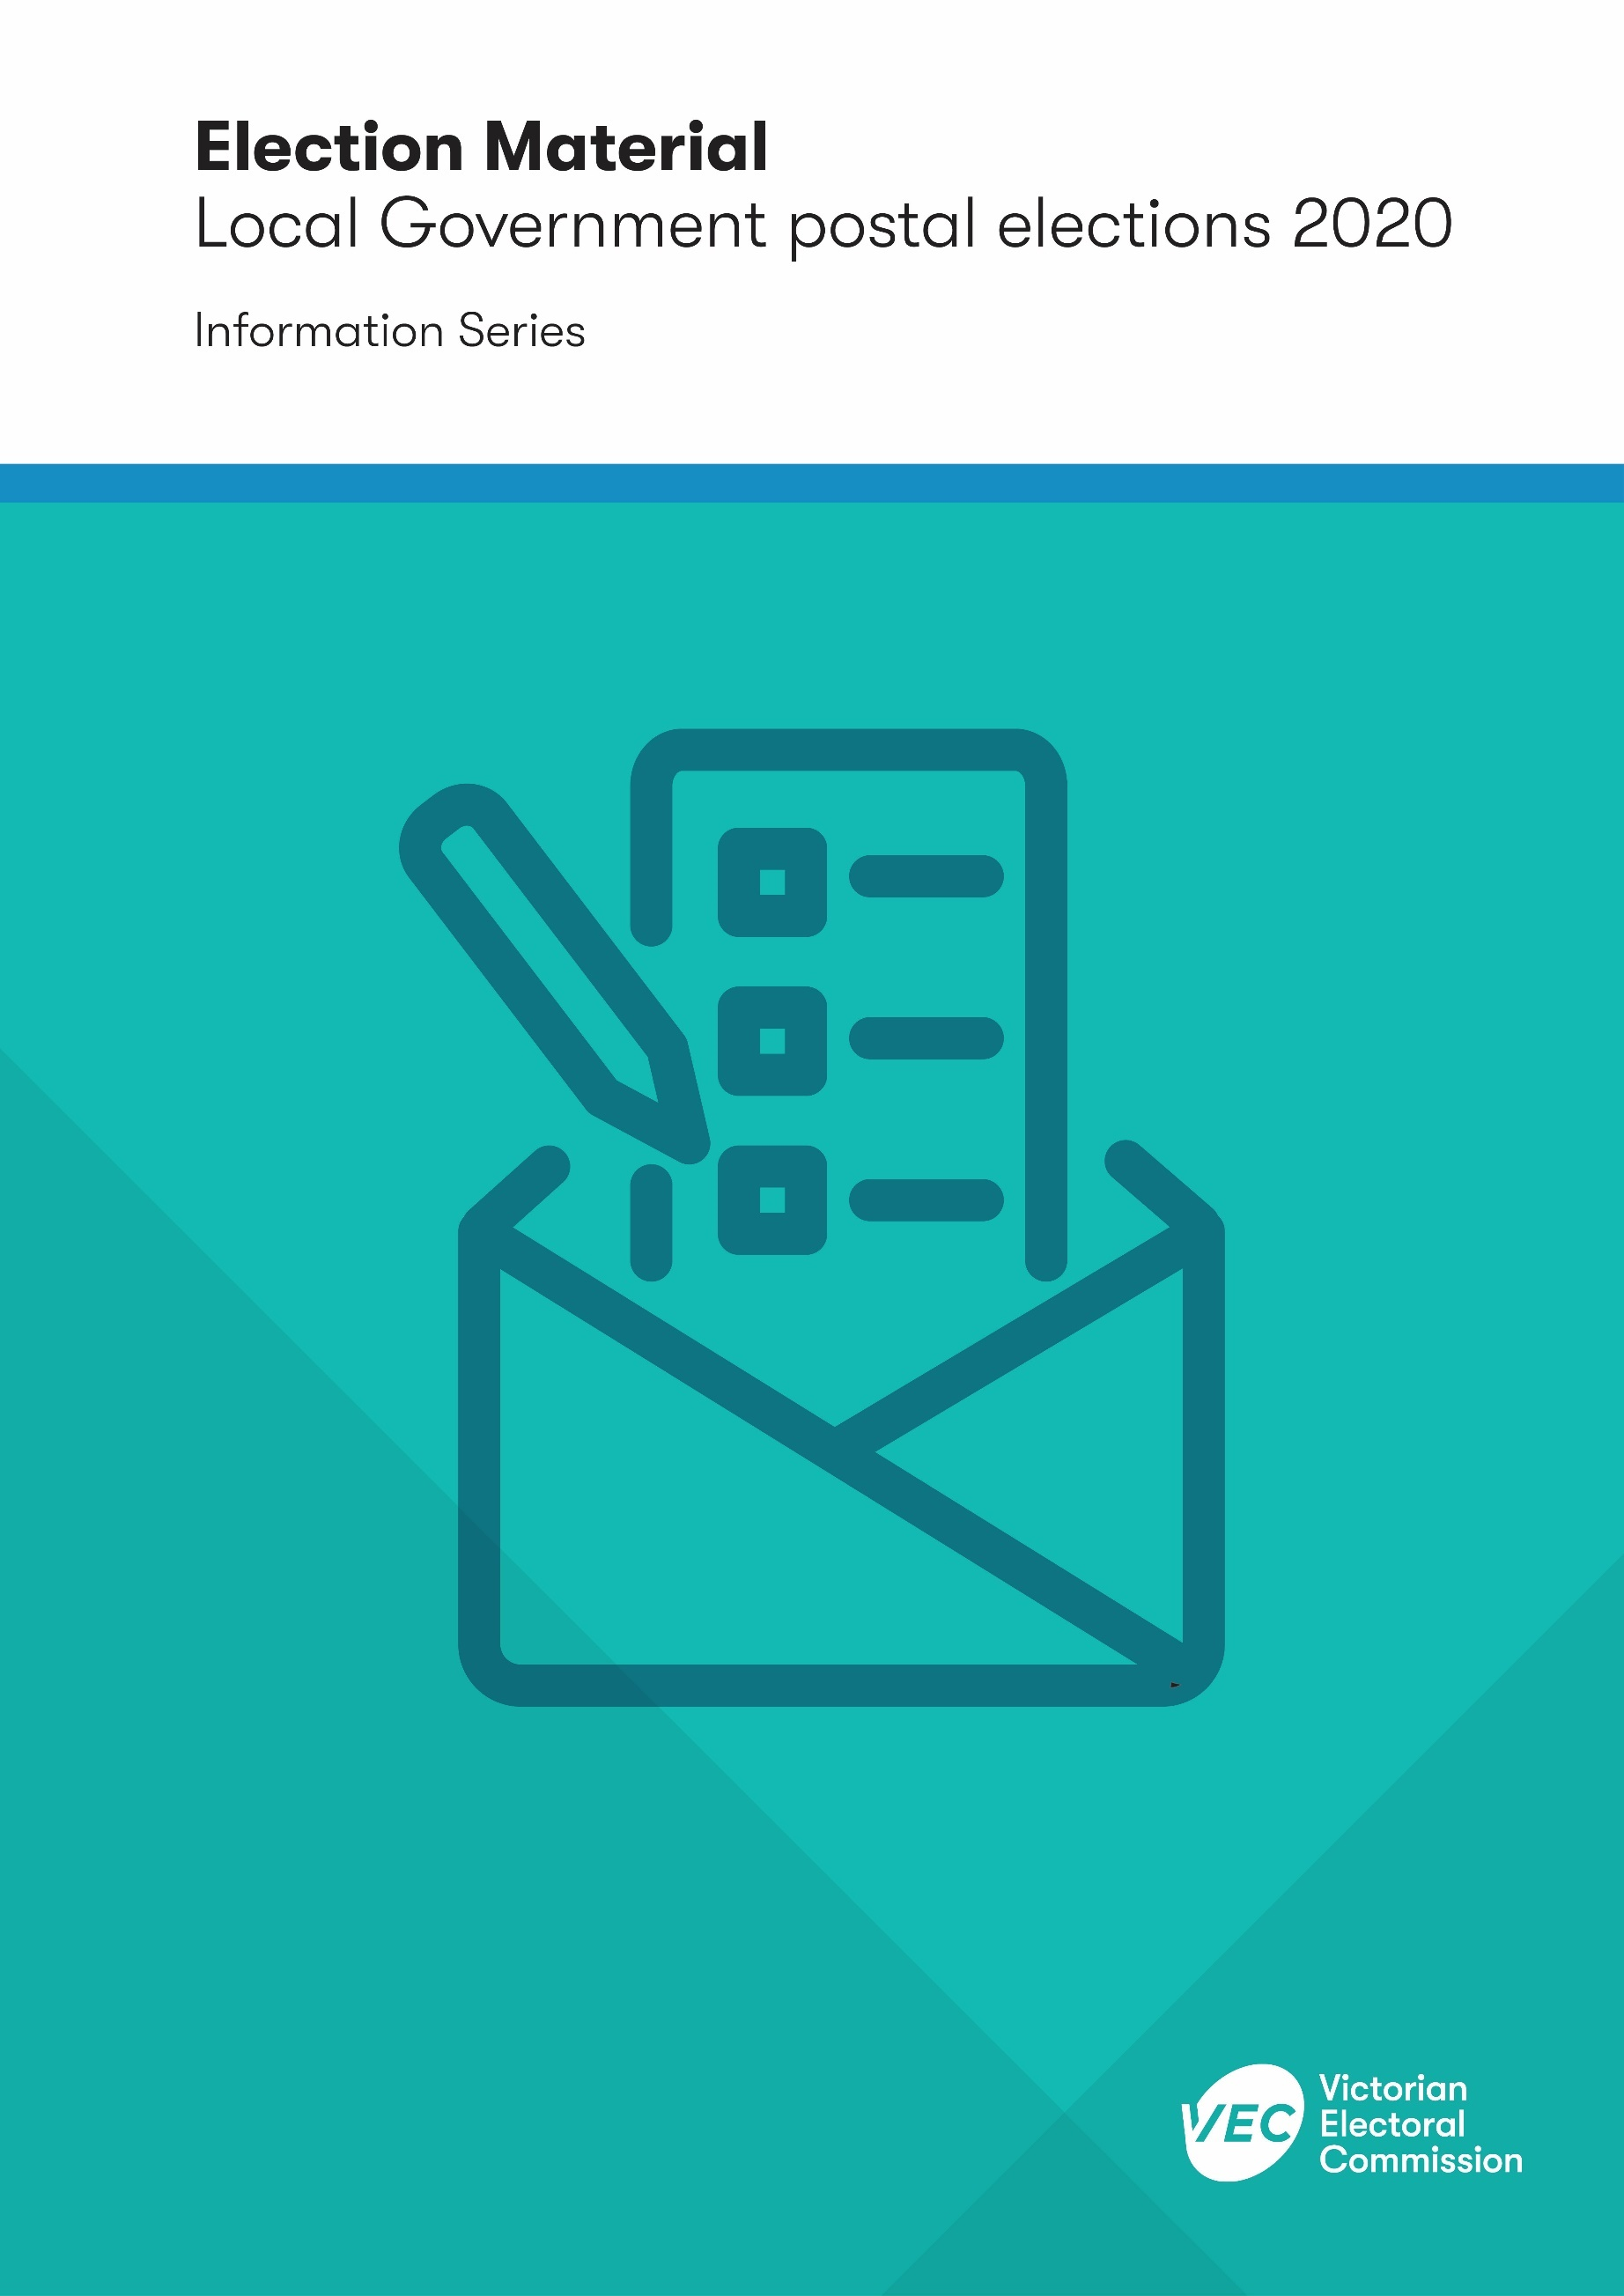 Election Material
Local Government postal elections 2020
Information Series
VEC
Victorian
Electoral
Commission